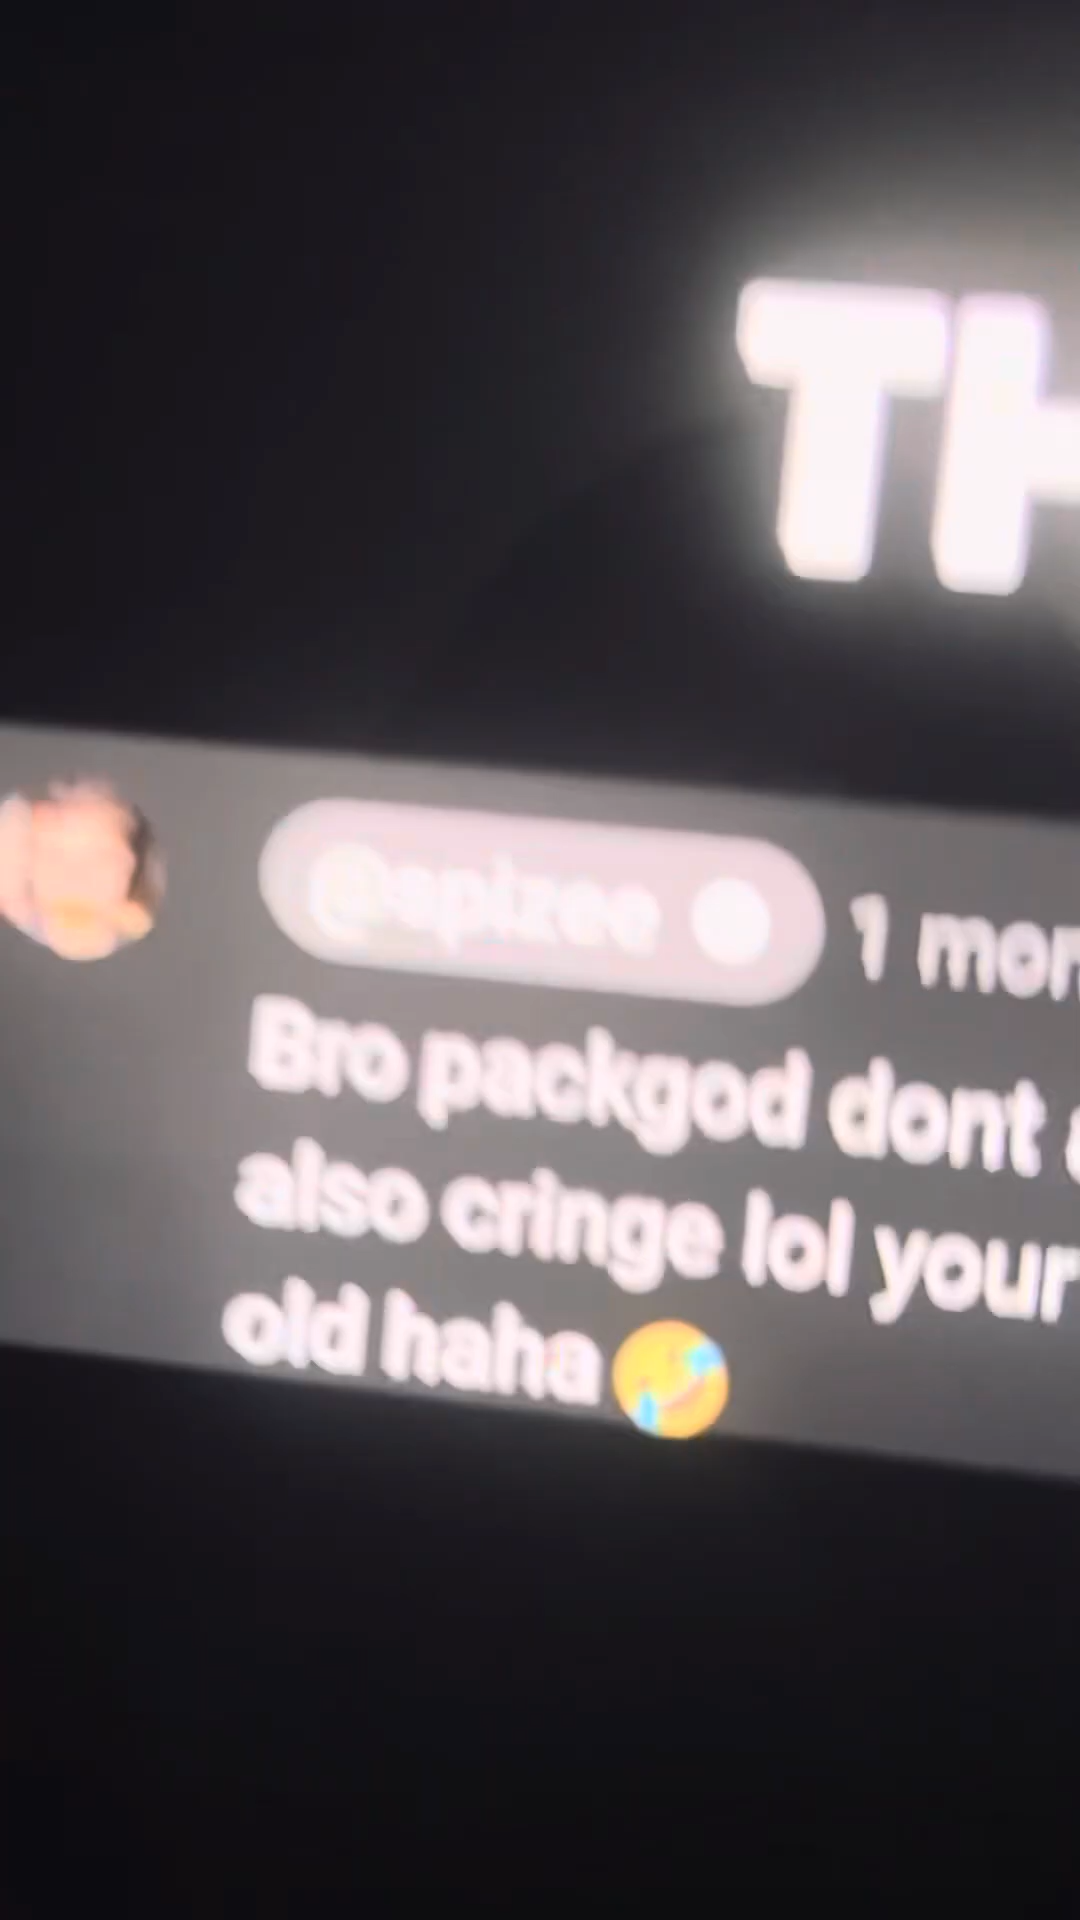 TH
@spizee
1 mon
Bro packgod dont
also cringe lol your
old haha 🤣